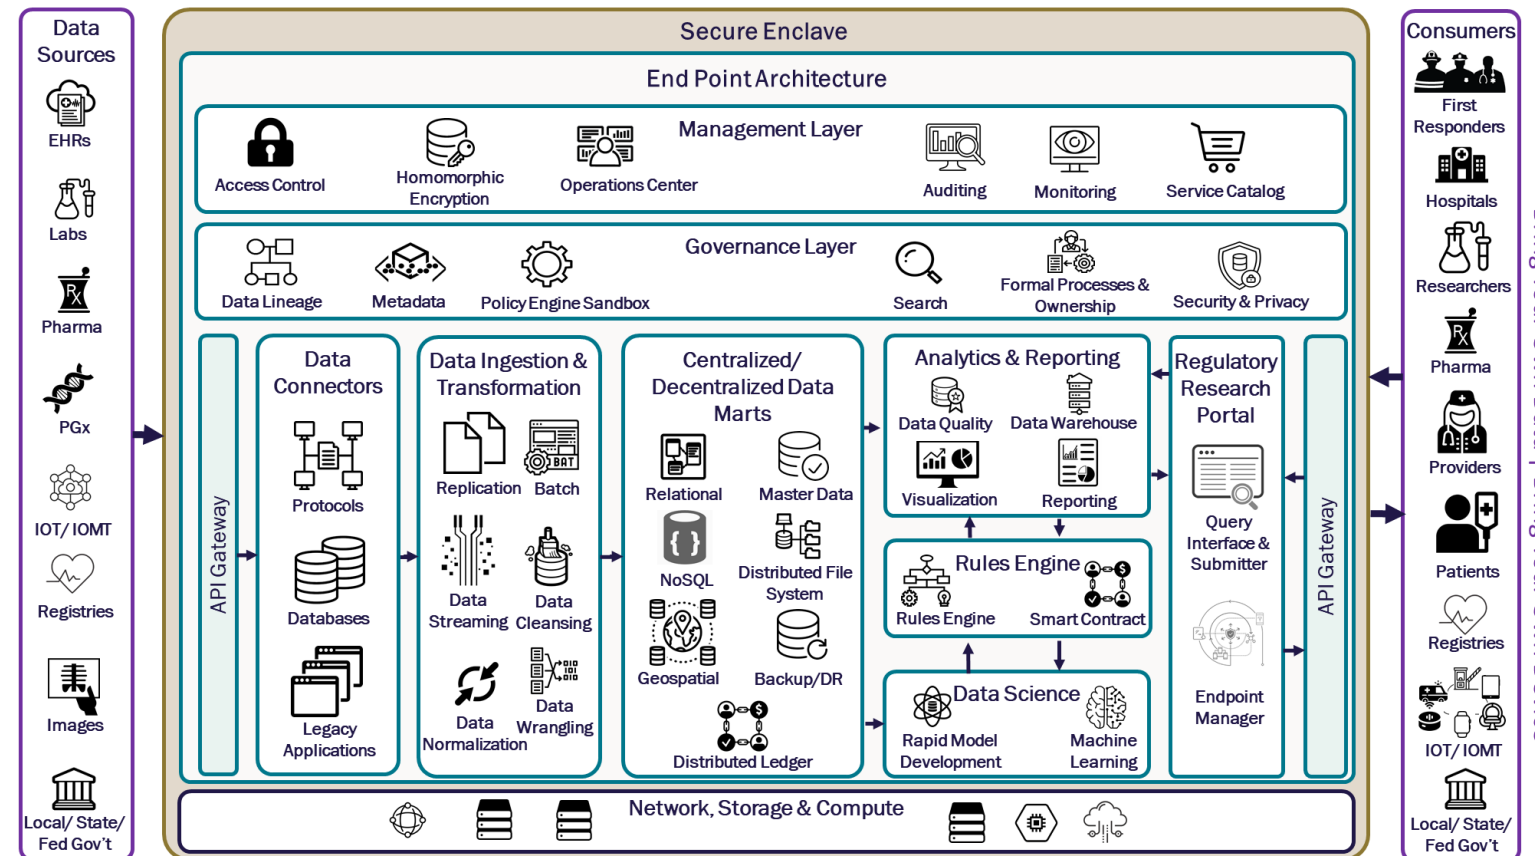 Data
Sources
EHRs
Labs
Pharma
PGx
IOT/ IOMT
Registries
Images
Local/ State/
Fed Gov't
Secure Enclave
End Point Architecture
Management Layer
Access Control
Homomorphic
Encryption
Operations Center
Auditing
Monitoring
Service Catalog
Governance Layer
Data Lineage
Metadata
Policy Engine Sandbox
Search
Formal Processes &
Ownership
Security & Privacy
API Gateway
Data
Connectors
Protocols
Databases
Legacy
Applications
Data Ingestion &
Transformation
Replication
Batch
BAT
Data
Streaming
Data
Cleansing
Data
Normalization
Data
Wrangling
Centralized/
Decentralized Data
Marts
Relational
Master Data
NoSQL
Distributed File
System
Geospatial
Backup/DR
Distributed Ledger
Analytics & Reporting
Data Quality
Data Warehouse
Visualization
Reporting
Rules Engine
Rules Engine
Smart Contract
Data Science
Rapid Model
Development
Machine
Learning
Regulatory
Research
Portal
Query
Interface &
Submitter
Endpoint
Manager
API Gateway
Network, Storage & Compute
Consumers
First
Responders
Hospitals
Researchers
Pharma
Providers
Patients
Registries
IOT/ IOMT
Local/ State/
Fed Gov't